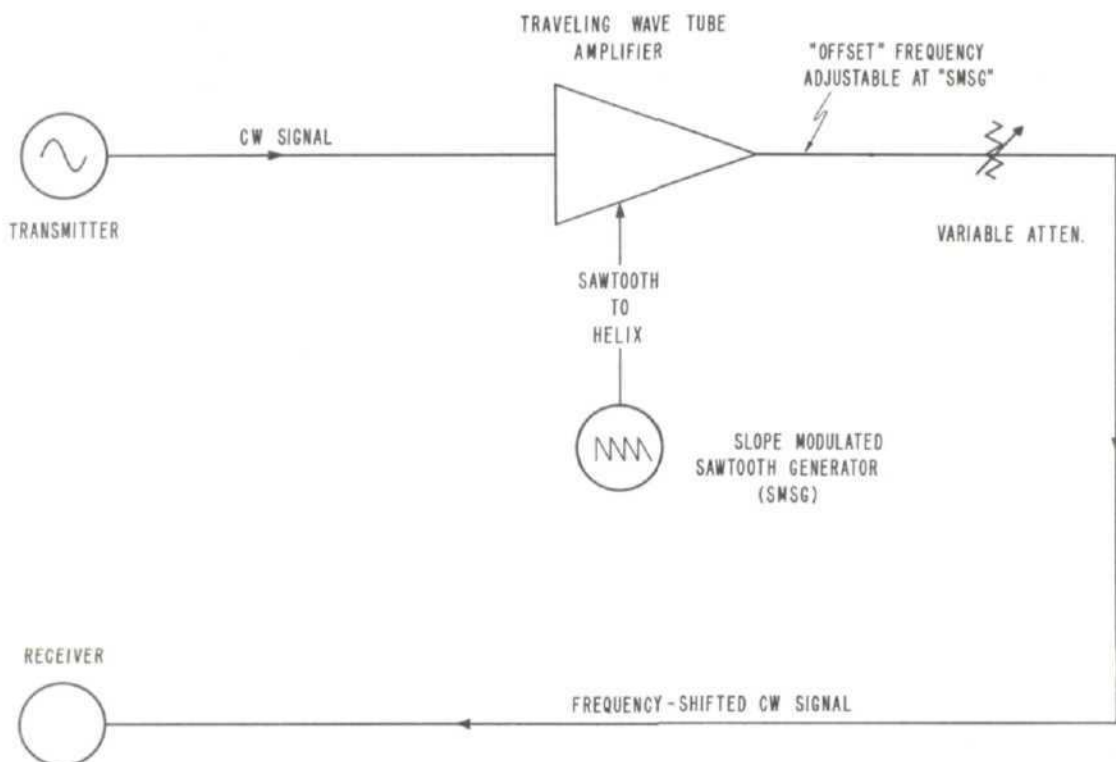 TRAVELING WAVE TUBE
AMPLIFIER
"OFFSET" FREQUENCY
ADJUSTABLE AT "SMSG"
CW SIGNAL
TRANSMITTER
VARIABLE ATTEN.
SAWTOOTH
TO
HELIX
SLOPE MODULATED
SAWTOOTH GENERATOR
(SMSG)
RECEIVER
FREQUENCY-SHIFTED CW SIGNAL